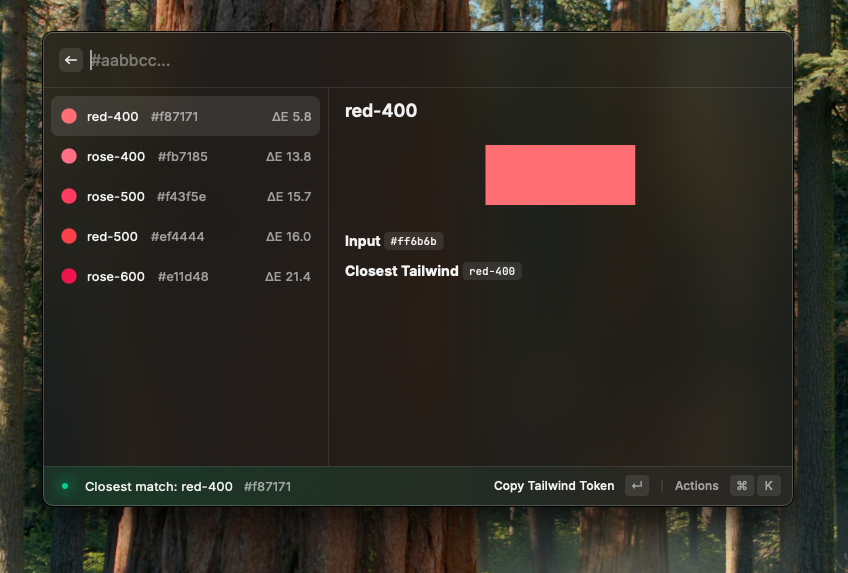 #aabbcc...
red-400 #f87171 ΔE 5.8
rose-400 #fb7185 ΔE 13.8
rose-500 #f43f5e ΔE 15.7
red-500 #ef4444 ΔE 16.0
rose-600 #e11d48 ΔE 21.4
red-400
Input #ff6b6b
Closest Tailwind red-400
Closest match: red-400 #f87171
Copy Tailwind Token ↵ | Actions ⌘ K